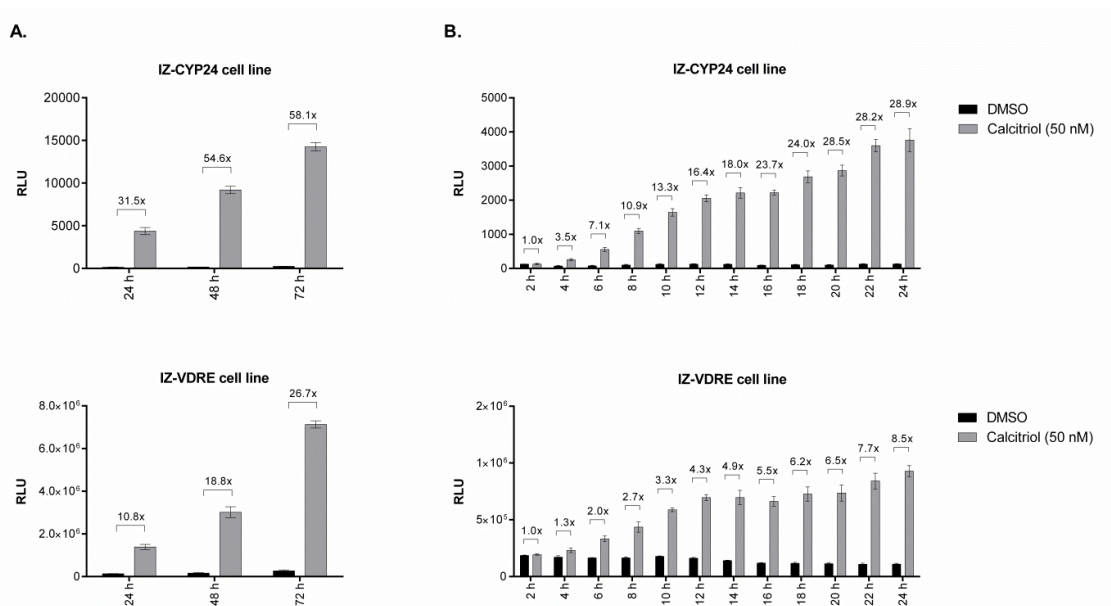 A.
IZ-CYP24 cell line
RLU
20000
15000
10000
5000
0
31.5x
54.6x
58.1x
24 h
48 h
72 h
B.
IZ-CYP24 cell line
RLU
5000
4000
3000
2000
1000
0
1.0x
3.5x
7.1x
10.9x
13.3x
16.4x
18.0x
23.7x
24.0x
28.5x
28.2x
28.9x
2 h
4 h
6 h
8 h
10 h
12 h
14 h
16 h
18 h
20 h
22 h
24 h
DMSO
Calcitriol (50 nM)
IZ-VDRE cell line
RLU
8.0×10⁶
6.0×10⁶
4.0×10⁶
2.0×10⁶
0
10.8x
18.8x
26.7x
24 h
48 h
72 h
IZ-VDRE cell line
RLU
2×10⁶
1×10⁶
5×10⁵
0
1.0x
1.3x
2.0x
2.7x
3.3x
4.3x
4.9x
5.5x
6.2x
6.5x
7.7x
8.5x
2 h
4 h
6 h
8 h
10 h
12 h
14 h
16 h
18 h
20 h
22 h
24 h
DMSO
Calcitriol (50 nM)